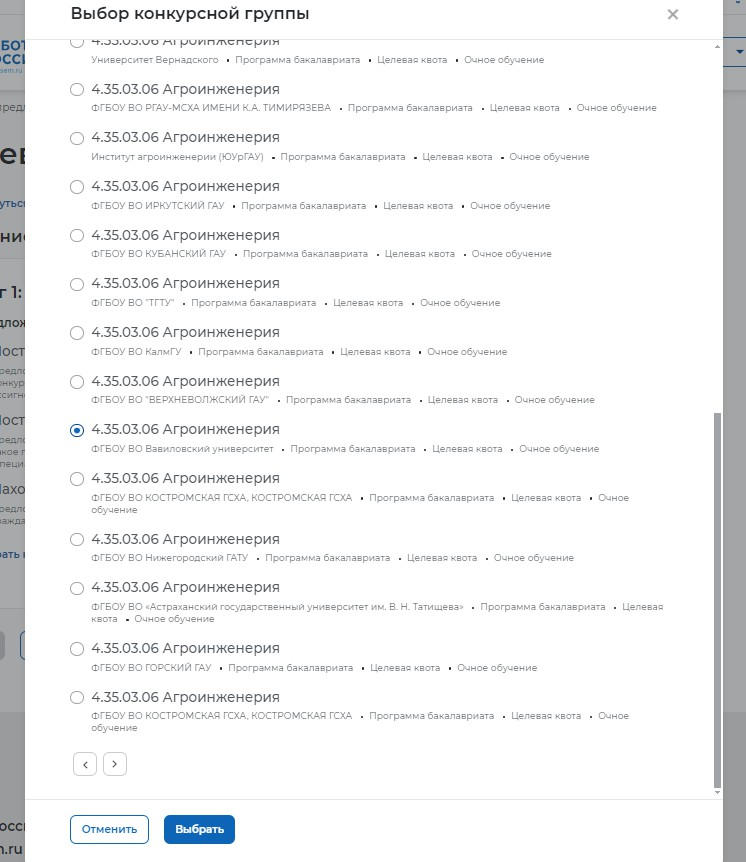 Выбор конкурсной группы
4.35.03.06 Агроинженерия
Университет Вернадского • Программа бакалавриата • Целевая квота • Очное обучение
4.35.03.06 Агроинженерия
ФГБОУ ВО РГАУ-МСХА ИМЕНИ К.А. ТИМИРЯЗЕВА • Программа бакалавриата • Целевая квота • Очное обучение
4.35.03.06 Агроинженерия
Институт агроинженерии (ЮУрГАУ) • Программа бакалавриата • Целевая квота • Очное обучение
4.35.03.06 Агроинженерия
ФГБОУ ВО ИРКУТСКИЙ ГАУ • Программа бакалавриата • Целевая квота • Очное обучение
4.35.03.06 Агроинженерия
ФГБОУ ВО КУБАНСКИЙ ГАУ • Программа бакалавриата • Целевая квота • Очное обучение
4.35.03.06 Агроинженерия
ФГБОУ ВО "ТГТУ" • Программа бакалавриата • Целевая квота • Очное обучение
4.35.03.06 Агроинженерия
ФГБОУ ВО КалмГУ • Программа бакалавриата • Целевая квота • Очное обучение
4.35.03.06 Агроинженерия
ФГБОУ ВО "ВЕРХНЕВОЛЖСКИЙ ГАУ" • Программа бакалавриата • Целевая квота • Очное обучение
4.35.03.06 Агроинженерия
ФГБОУ ВО Вавиловский университет • Программа бакалавриата • Целевая квота • Очное обучение
4.35.03.06 Агроинженерия
ФГБОУ ВО КОСТРОМСКАЯ ГСХА, КОСТРОМСКАЯ ГСХА • Программа бакалавриата • Целевая квота • Очное
обучение
4.35.03.06 Агроинженерия
ФГБОУ ВО Нижегородский ГАТУ • Программа бакалавриата • Целевая квота • Очное обучение
4.35.03.06 Агроинженерия
ФГБОУ ВО «Астраханский государственный университет им. В. Н. Татищева» • Программа бакалавриата • Целевая
квота • Очное обучение
4.35.03.06 Агроинженерия
ФГБОУ ВО ГОРСКИЙ ГАУ • Программа бакалавриата • Целевая квота • Очное обучение
4.35.03.06 Агроинженерия
ФГБОУ ВО КОСТРОМСКАЯ ГСХА, КОСТРОМСКАЯ ГСХА • Программа бакалавриата • Целевая квота • Очное
обучение
Отменить Выбрать